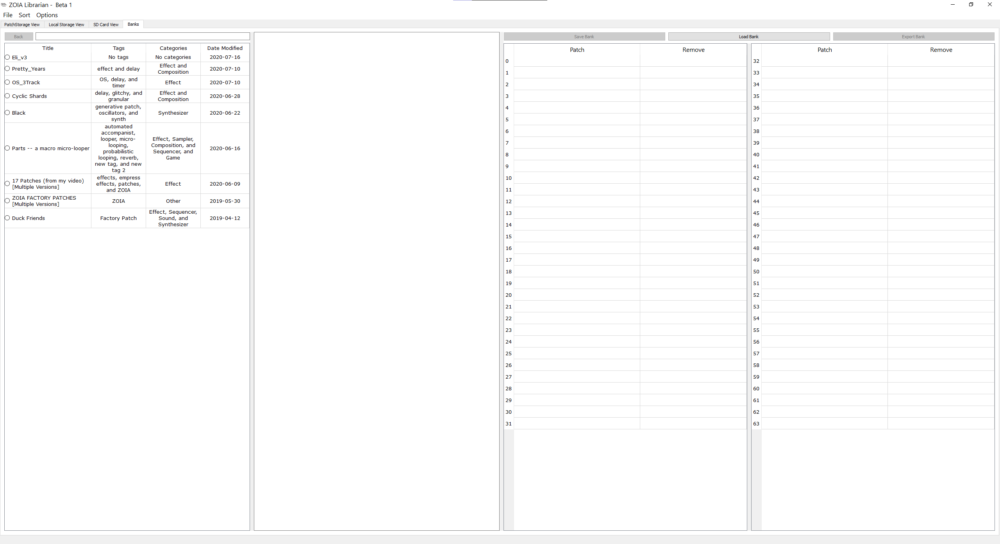 ZOIA Librarian - Beta 1
File Sort Options
PatchStorage View Local Storage View SD Card View Banks
Back
Save Bank Load Bank Export Bank
Title Tags Categories Date Modified
Eli_v3 No tags No categories 2020-07-16
Pretty_Years effect and delay Effect and
Composition 2020-07-10
OS_3Track OS, delay, and
timer Effect 2020-07-10
Cyclic Shards delay, glitchy, and
granular Effect and
Composition 2020-06-28
Black generative patch,
oscillators, and
synth Synthesizer 2020-06-22
Parts -- a macro micro-looper automated
accompanist,
looper, micro-
looping,
probabilistic
looping, reverb,
new tag, and new
tag 2 Effect, Sampler,
Composition, and
Sequencer, and
Game 2020-06-16
17 Patches (from my video)
[Multiple Versions] effects, empress
effects, patches,
and ZOIA Effect 2020-06-09
ZOIA FACTORY PATCHES
[Multiple Versions] ZOIA Other 2019-05-30
Duck Friends Factory Patch Effect, Sequencer,
Sound, and
Synthesizer 2019-04-12
Patch Remove
0
1
2
3
4
5
6
7
8
9
10
11
12
13
14
15
16
17
18
19
20
21
22
23
24
25
26
27
28
29
30
31
Patch Remove
32
33
34
35
36
37
38
39
40
41
42
43
44
45
46
47
48
49
50
51
52
53
54
55
56
57
58
59
60
61
62
63